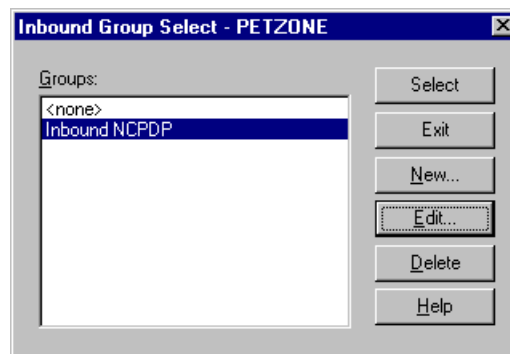 Inbound Group Select - PETZONE
Groups:
<none>
Inbound NCPDP
Select
Exit
New...
Edit...
Delete
Help